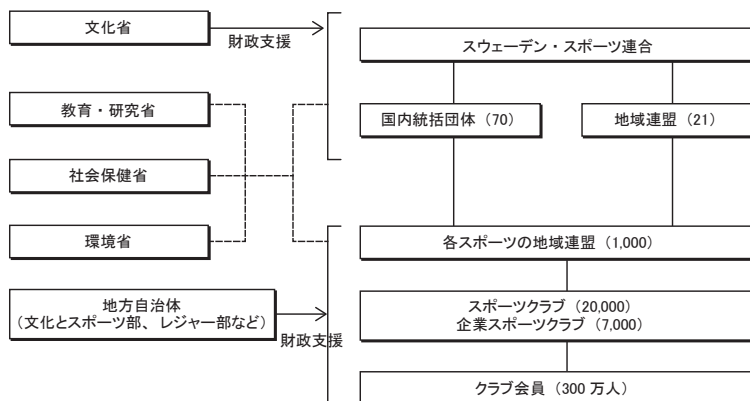 文化省
財政支援
教育・研究省
社会保健省
環境省
地方自治体
（文化とスポーツ部、レジャー部など）
財政支援
スウェーデン・スポーツ連合
国内統括団体（70）
地域連盟（21）
各スポーツの地域連盟（1,000）
スポーツクラブ（20,000）
企業スポーツクラブ（7,000）
クラブ会員（300 万人）